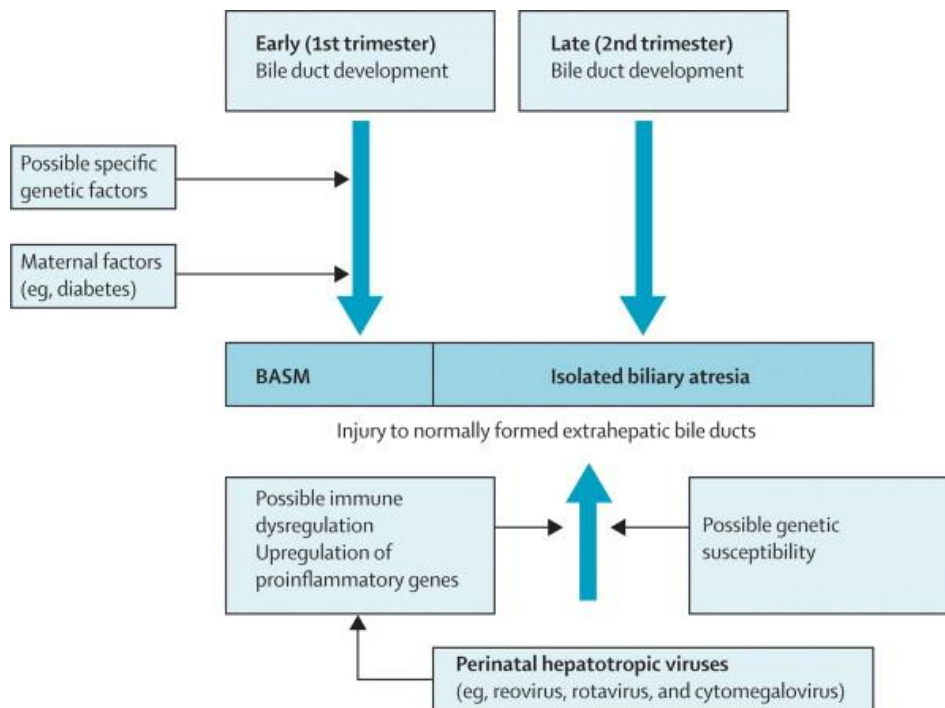 Early (1st trimester)
Bile duct development
Late (2nd trimester)
Bile duct development
Possible specific
genetic factors
Maternal factors
(eg, diabetes)
BASM
Isolated biliary atresia
Injury to normally formed extrahepatic bile ducts
Possible immune
dysregulation
Upregulation of
proinflammatory genes
Possible genetic
susceptibility
Perinatal hepatotropic viruses
(eg, reovirus, rotavirus, and cytomegalovirus)